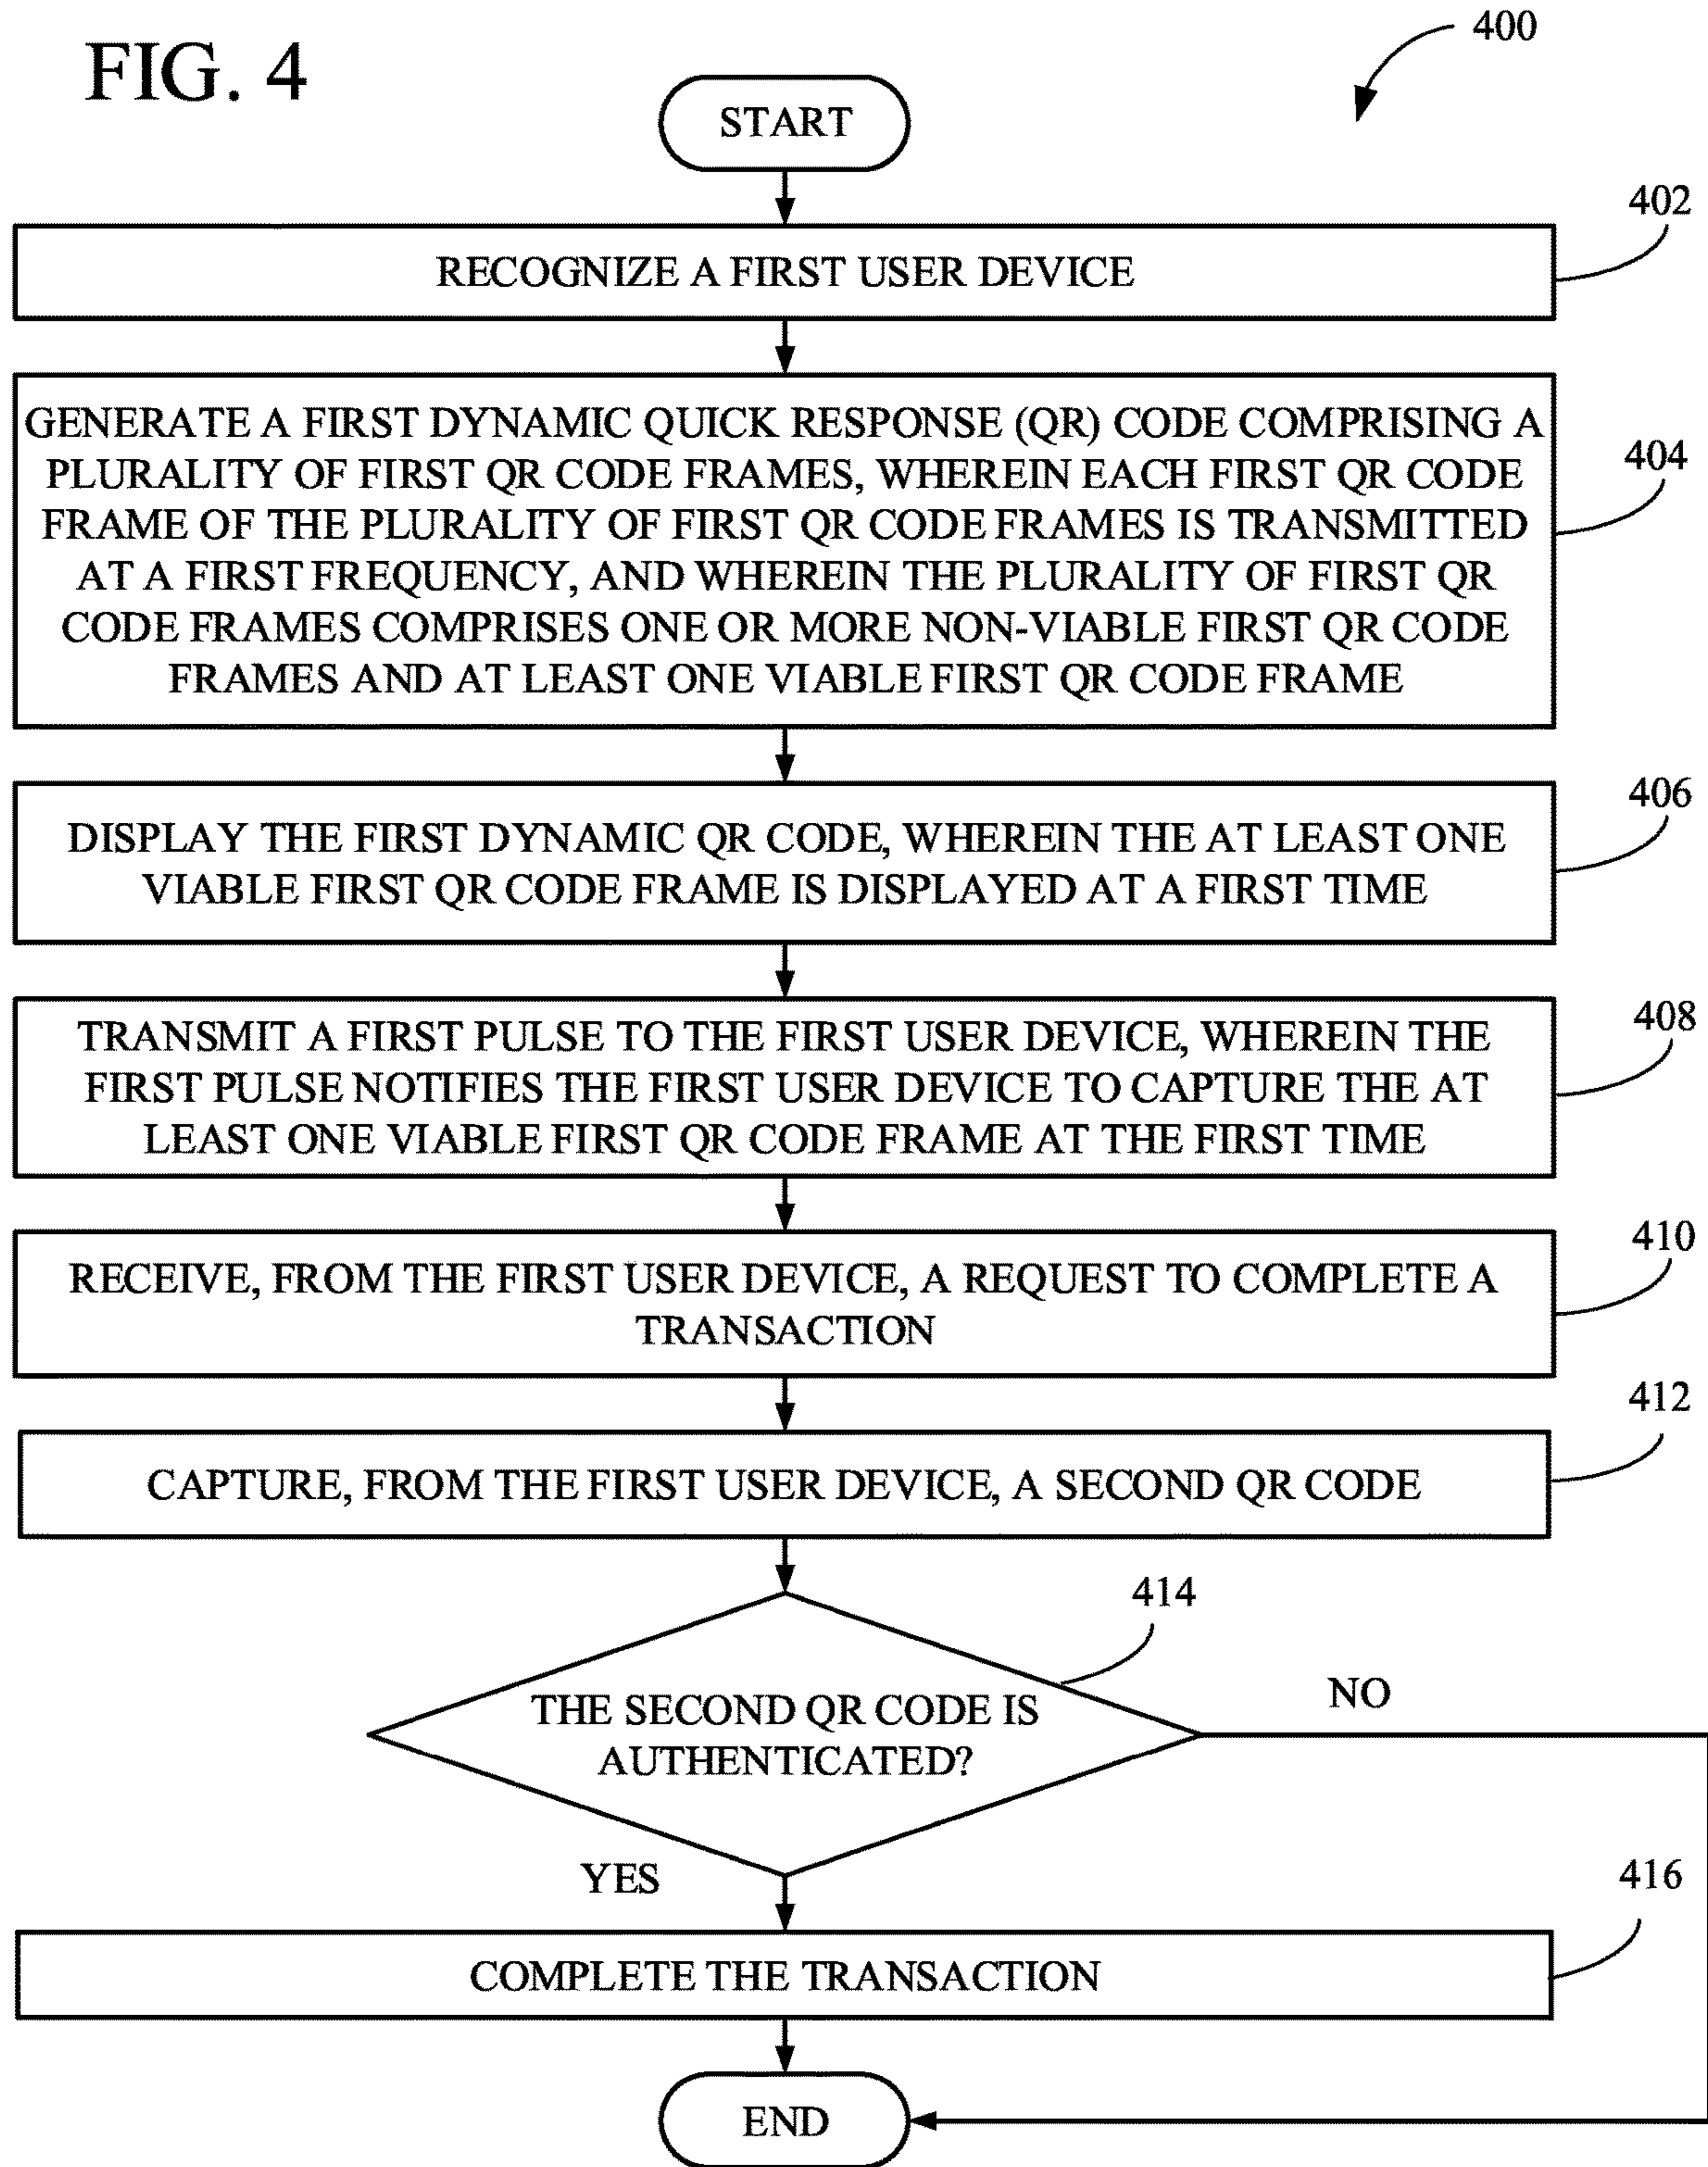 FIG. 4
400
START
402
RECOGNIZE A FIRST USER DEVICE
GENERATE A FIRST DYNAMIC QUICK RESPONSE (QR) CODE COMPRISING A
PLURALITY OF FIRST QR CODE FRAMES, WHEREIN EACH FIRST QR CODE
FRAME OF THE PLURALITY OF FIRST QR CODE FRAMES IS TRANSMITTED
AT A FIRST FREQUENCY, AND WHEREIN THE PLURALITY OF FIRST QR
CODE FRAMES COMPRISES ONE OR MORE NON-VIABLE FIRST QR CODE
FRAMES AND AT LEAST ONE VIABLE FIRST QR CODE FRAME
404
406
DISPLAY THE FIRST DYNAMIC QR CODE, WHEREIN THE AT LEAST ONE
VIABLE FIRST QR CODE FRAME IS DISPLAYED AT A FIRST TIME
408
TRANSMIT A FIRST PULSE TO THE FIRST USER DEVICE, WHEREIN THE
FIRST PULSE NOTIFIES THE FIRST USER DEVICE TO CAPTURE THE AT
LEAST ONE VIABLE FIRST QR CODE FRAME AT THE FIRST TIME
410
RECEIVE, FROM THE FIRST USER DEVICE, A REQUEST TO COMPLETE A
TRANSACTION
412
CAPTURE, FROM THE FIRST USER DEVICE, A SECOND QR CODE
414
THE SECOND QR CODE IS
AUTHENTICATED?
NO
YES
416
COMPLETE THE TRANSACTION
END